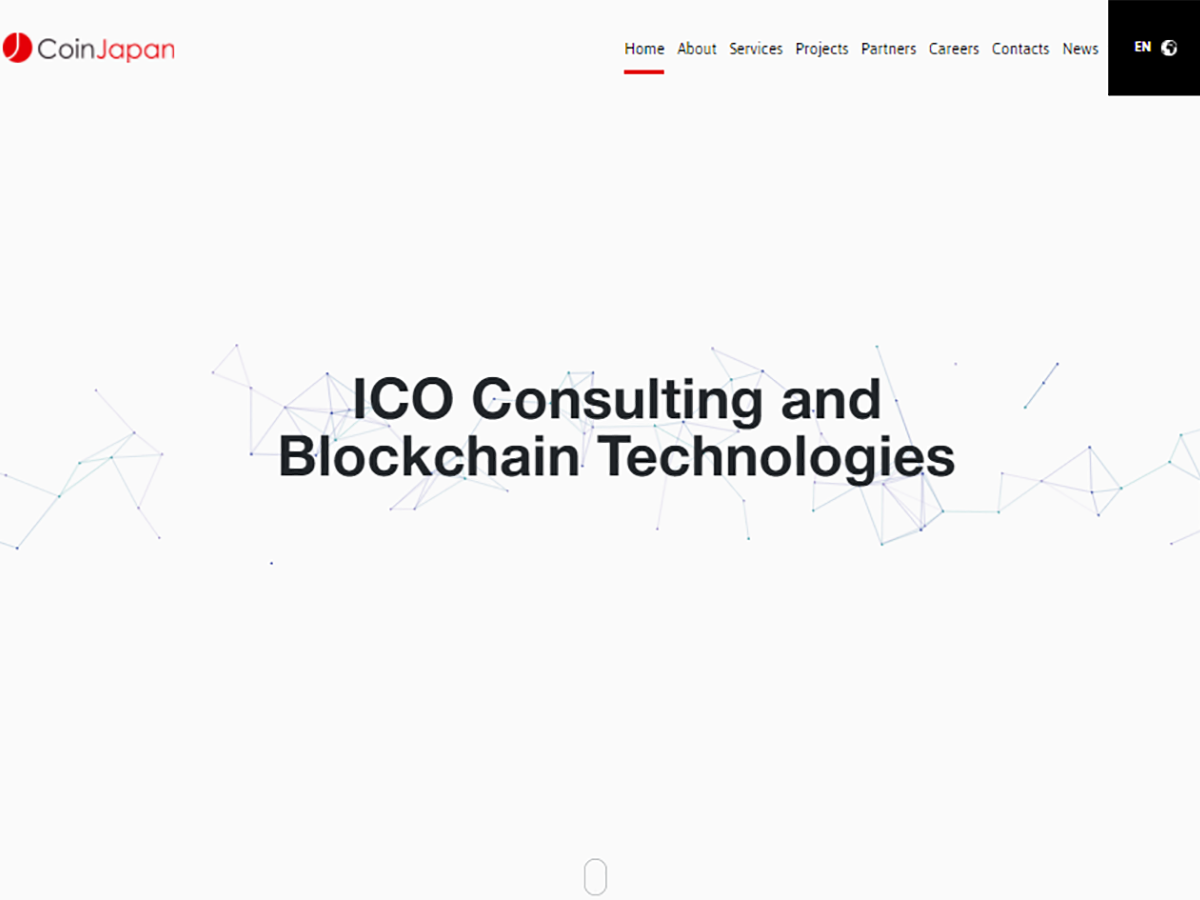 CoinJapan
Home About Services Projects Partners Careers Contacts News EN
ICO Consulting and
Blockchain Technologies